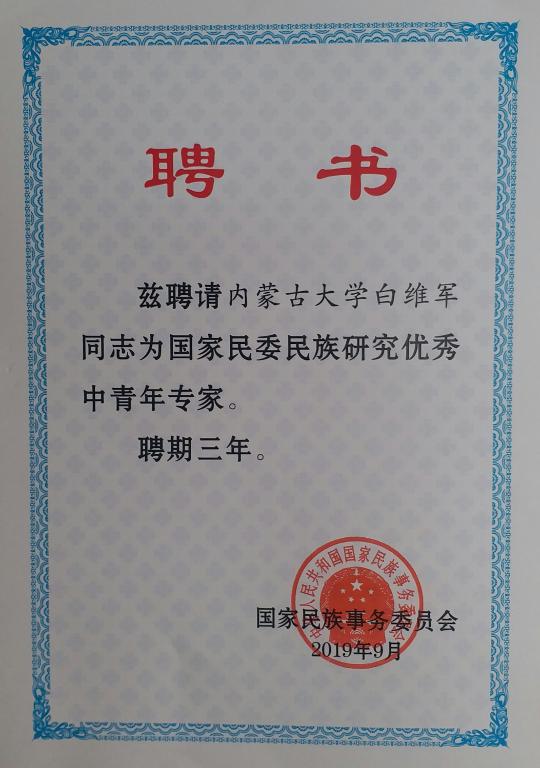 聘 书
兹聘请内蒙古大学白维军
同志为国家民委民族研究优秀
中青年专家。
聘期三年。
中华人民共和国国家民族事务委员会
国家民族事务委员会
2019年9月